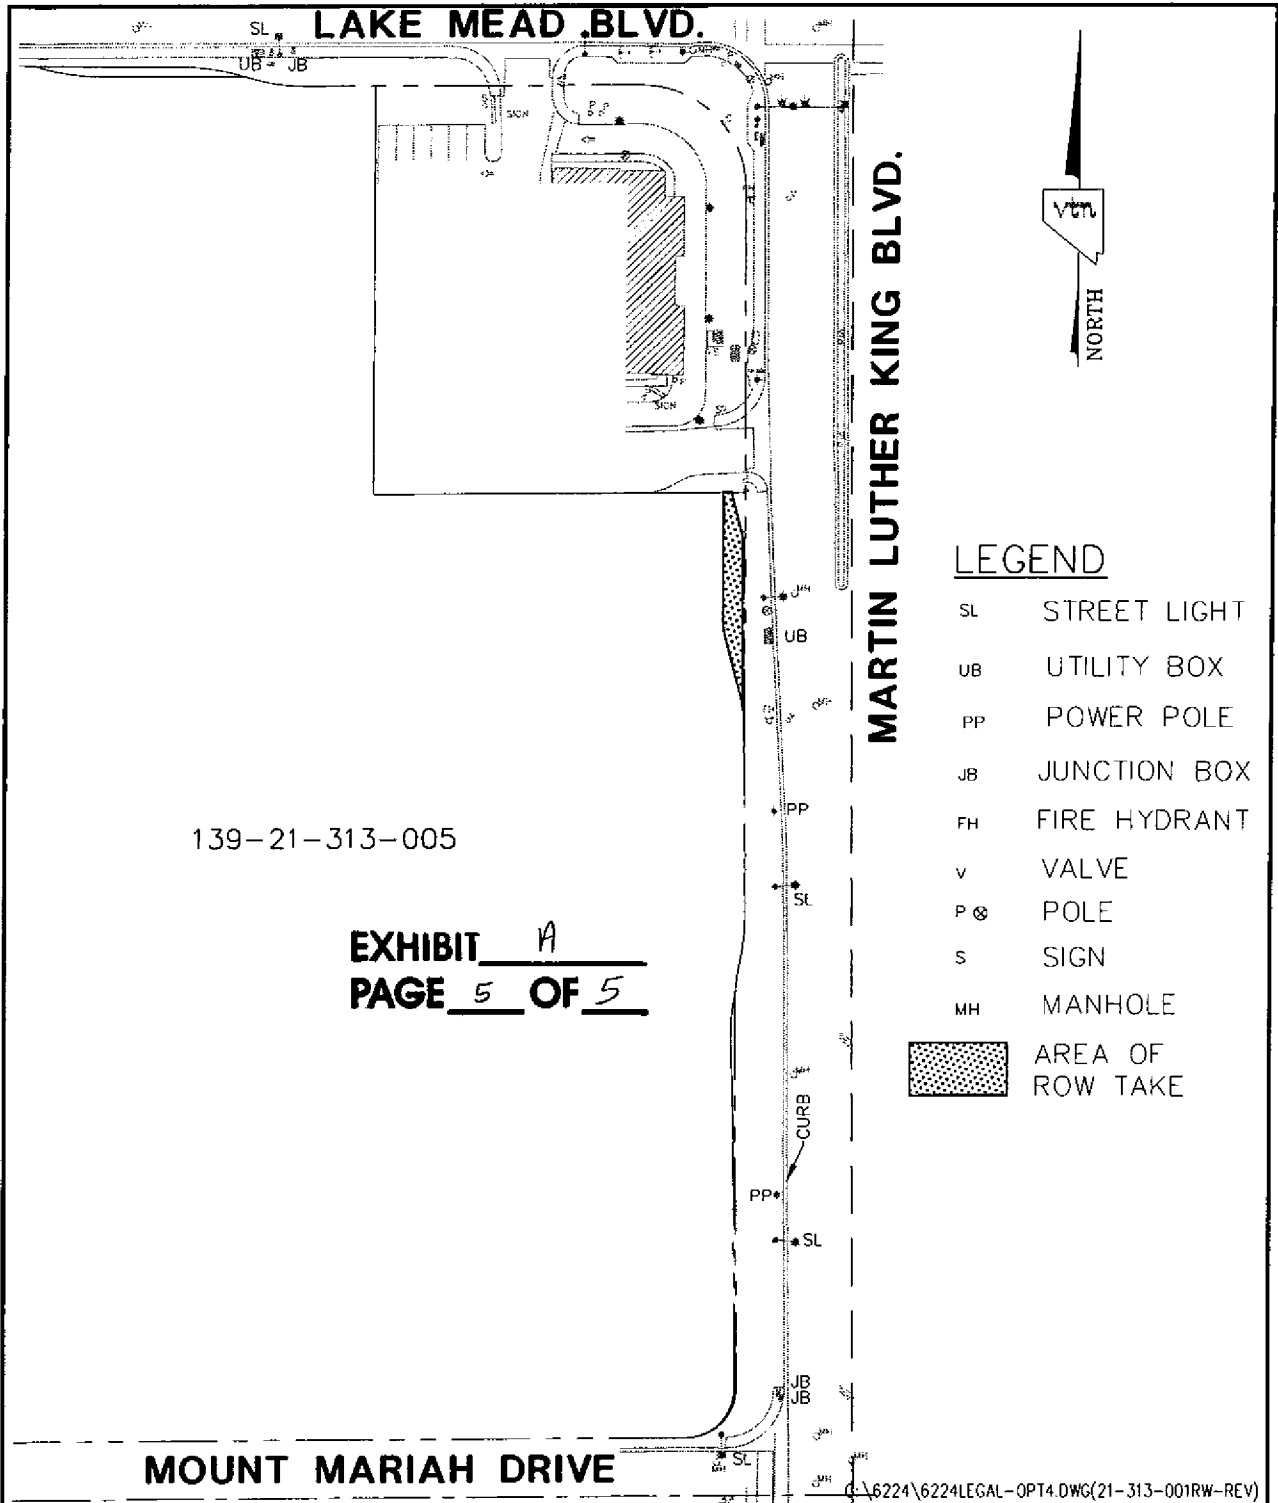 LAKE MEAD BLVD.
SL
UB
JB
SIGN
SIGN
MARTIN LUTHER KING BLVD.
vtn
NORTH
LEGEND
SL STREET LIGHT
UB UTILITY BOX
PP POWER POLE
JB JUNCTION BOX
FH FIRE HYDRANT
V VALVE
P ⊗ POLE
S SIGN
MH MANHOLE
AREA OF
ROW TAKE
UB
PP
SL
139-21-313-005
EXHIBIT A
PAGE 5 OF 5
CURB
PP
SL
JB
JB
SL
MOUNT MARIAH DRIVE
G:\6224\6224LEGAL-OPT4.DWG(21-313-001RW-REV)